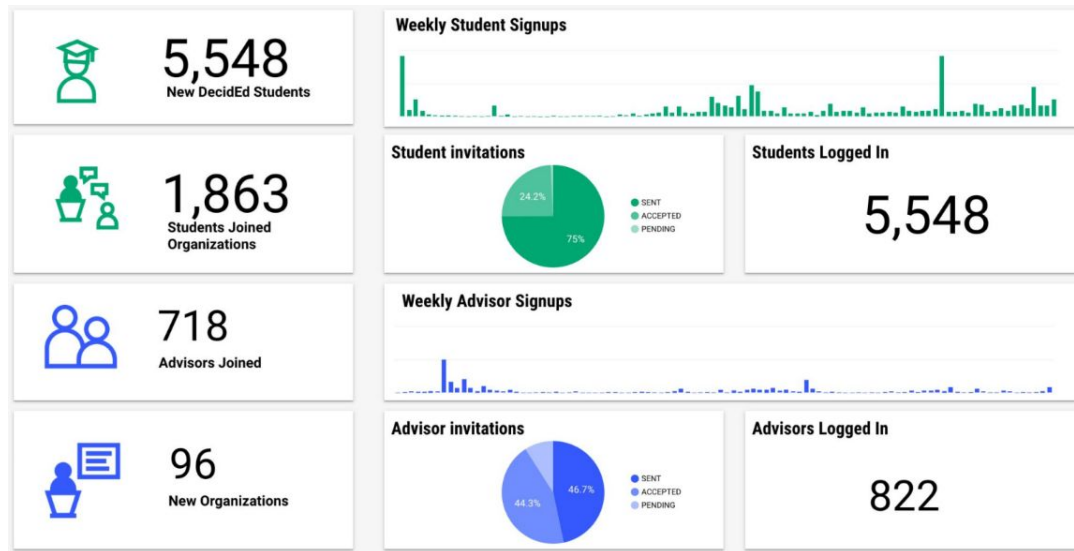 5,548
New DecidEd Students
Weekly Student Signups
1,863
Students Joined
Organizations
Student invitations
24.2%
75%
SENT
ACCEPTED
PENDING
Students Logged In
5,548
718
Advisors Joined
Weekly Advisor Signups
96
New Organizations
Advisor invitations
44.3%
46.7%
SENT
ACCEPTED
PENDING
Advisors Logged In
822